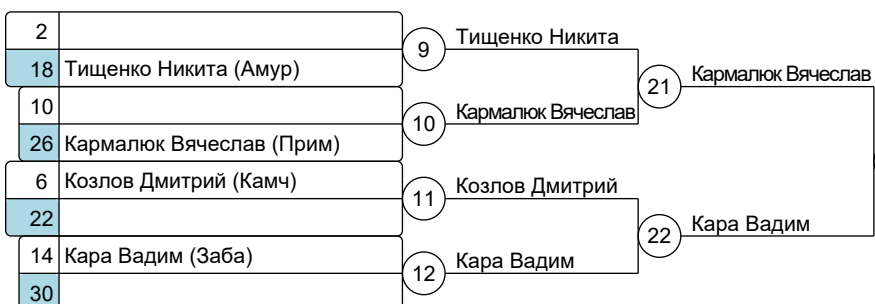 2
9 Тищенко Никита
18 Тищенко Никита (Амур)
21 Кармалюк Вячеслав
10
10 Кармалюк Вячеслав
26 Кармалюк Вячеслав (Прим)
6 Козлов Дмитрий (Камч)
11 Козлов Дмитрий
22
22 Кара Вадим
14 Кара Вадим (Заба)
12 Кара Вадим
30